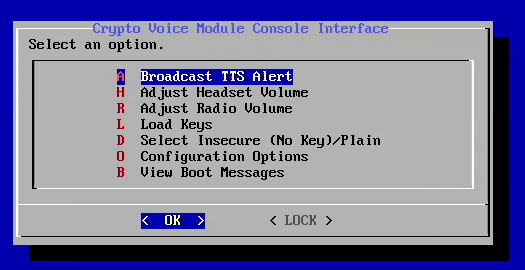 Crypto Voice Module Console Interface
Select an option.
A Broadcast TTS Alert
H Adjust Headset Volume
R Adjust Radio Volume
L Load Keys
D Select Insecure (No Key)/Plain
O Configuration Options
B View Boot Messages
< OK > < LOCK >